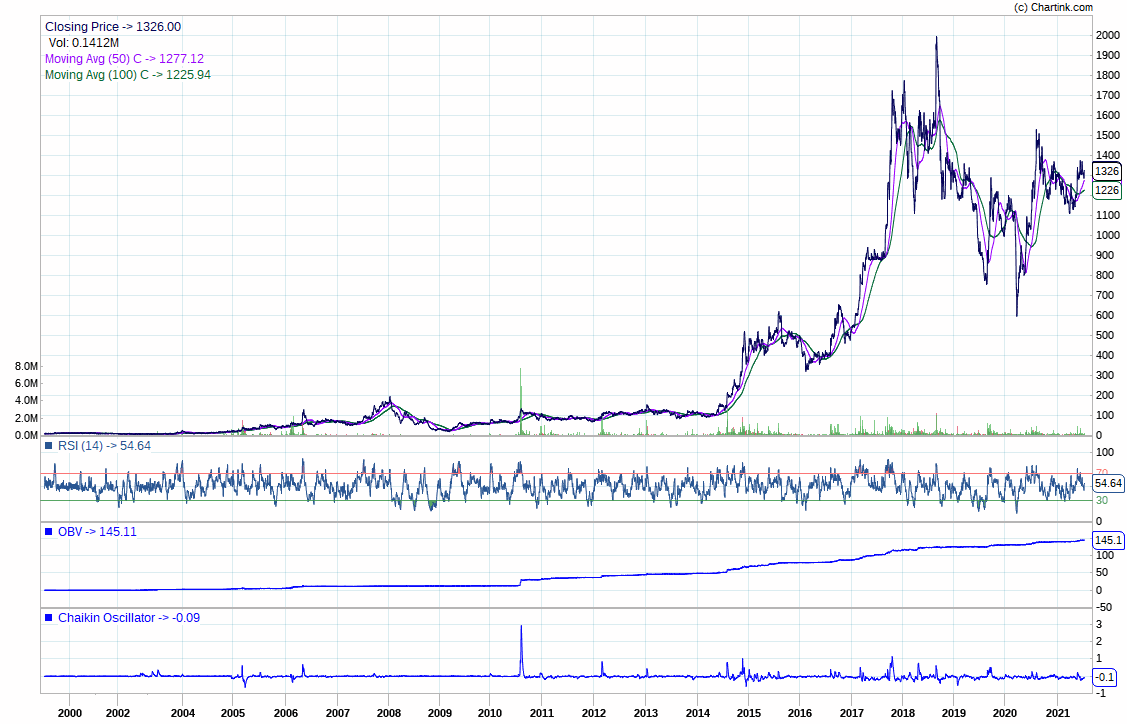 (c) Chartink.com
Closing Price -> 1326.00
Vol: 0.1412M
Moving Avg (50) C -> 1277.12
Moving Avg (100) C -> 1225.94
2000
1900
1800
1700
1600
1500
1400
1326
1226
1100
1000
900
800
700
600
500
400
300
200
100
0
8.0M
6.0M
4.0M
2.0M
0.0M
RSI (14) -> 54.64
100
70
54.64
30
0
OBV -> 145.11
145.1
100
50
0
-50
Chaikin Oscillator -> -0.09
3
2
1
-0.1
-1
2000 2002 2004 2005 2006 2007 2008 2009 2010 2011 2012 2013 2014 2015 2016 2017 2018 2019 2020 2021